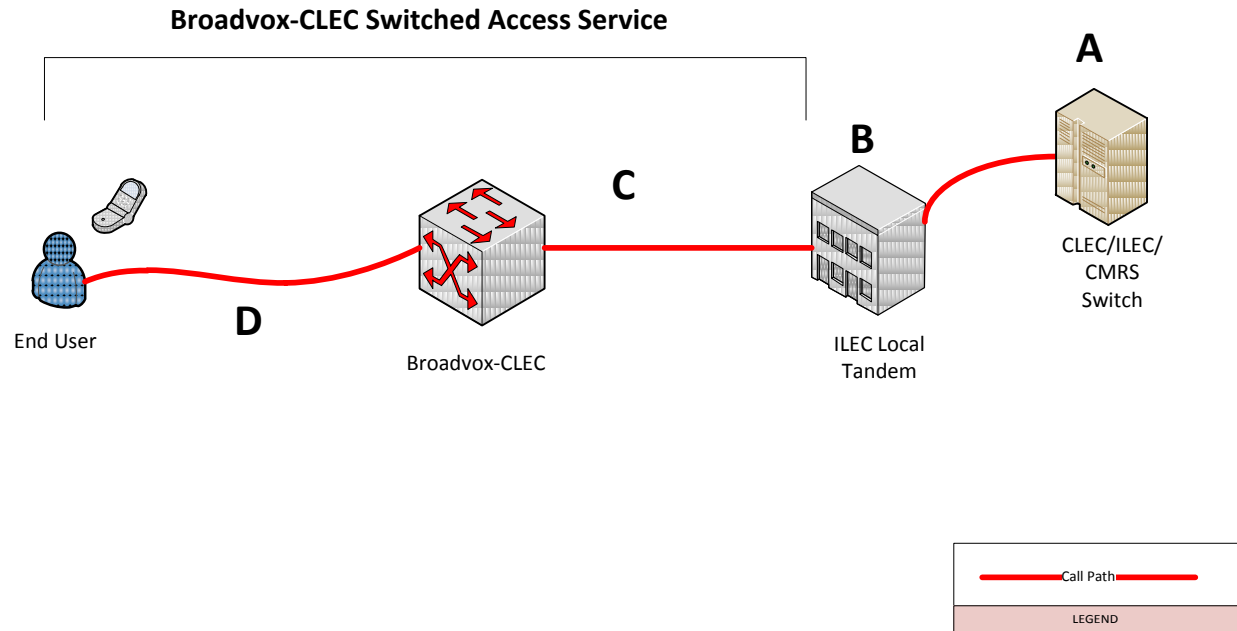 Broadvox-CLEC Switched Access Service
A
B
C
CLEC/ILEC/
CMRS
Switch
D
End User
Broadvox-CLEC
ILEC Local
Tandem
Call Path
LEGEND